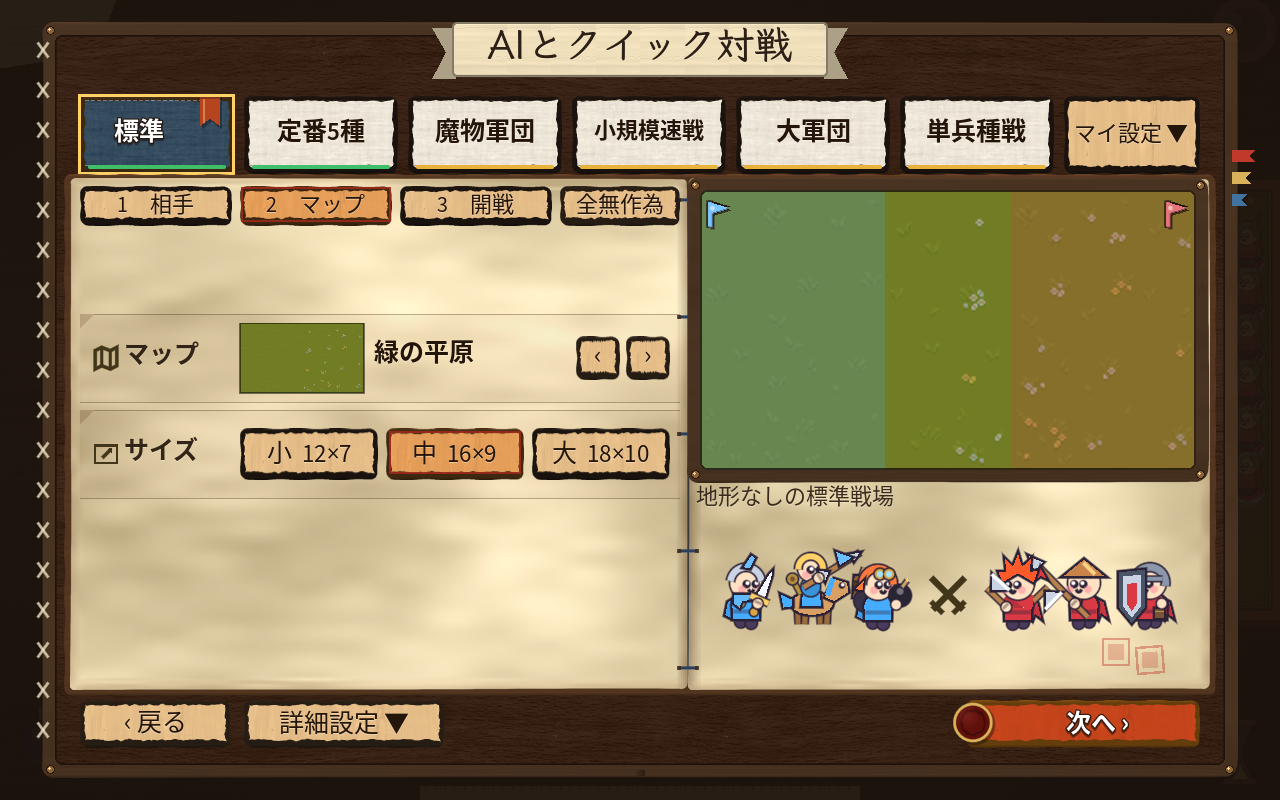 AIとクイック対戦
標準
定番5種
魔物軍団
小規模速戦
大軍団
単兵種戦
マイ設定▼
1 相手
2 マップ
3 開戦
全無作為
マップ
緑の平原
‹
›
サイズ
小 12×7
中 16×9
大 18×10
地形なしの標準戦場
‹ 戻る
詳細設定 ▼
次へ ›